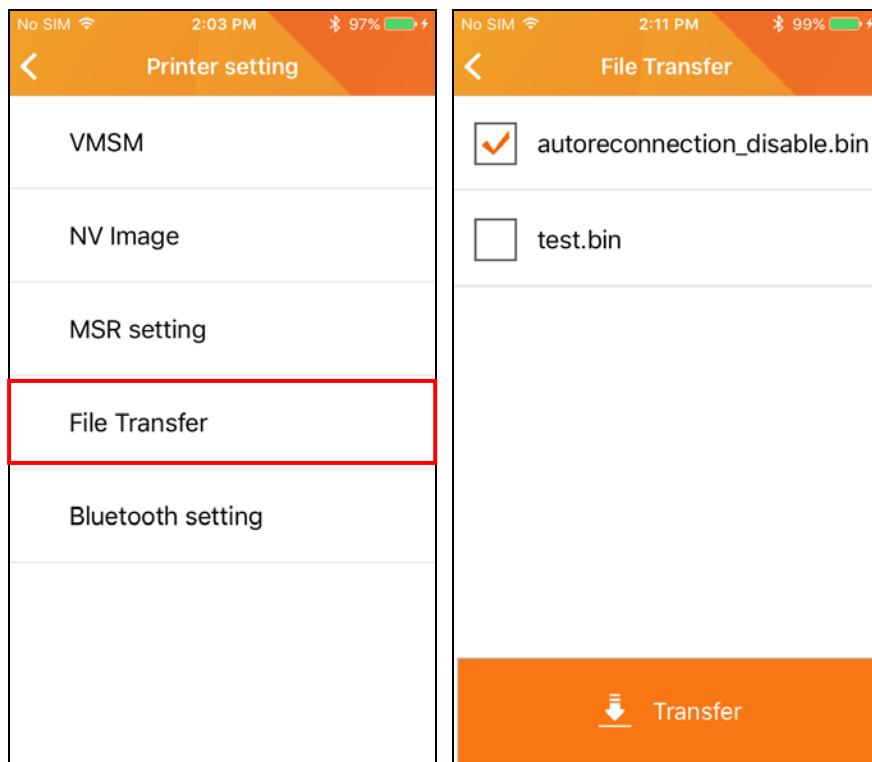 No SIM 2:03 PM 97%
Printer setting
VMSM
NV Image
MSR setting
File Transfer
Bluetooth setting
No SIM 2:11 PM 99%
File Transfer
autoreconnection_disable.bin
test.bin
Transfer